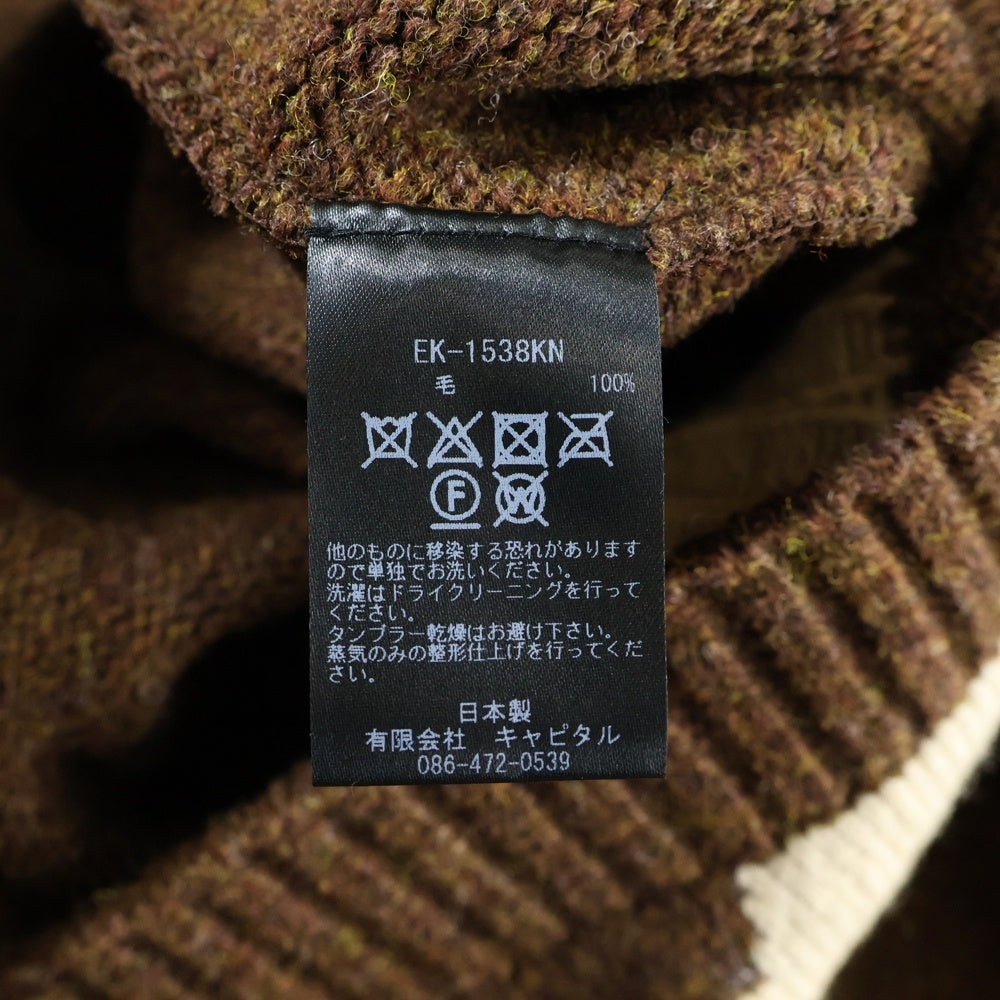 EK-1538KN
毛 100%
F W
他のものに移染する恐れがあります
ので単独でお洗いください。
洗濯はドライクリーニングを行って
ください。
タンブラー乾燥はお避け下さい。
蒸気のみの整形仕上げを行ってくだ
さい。
日本製
有限会社 キャピタル
086-472-0539